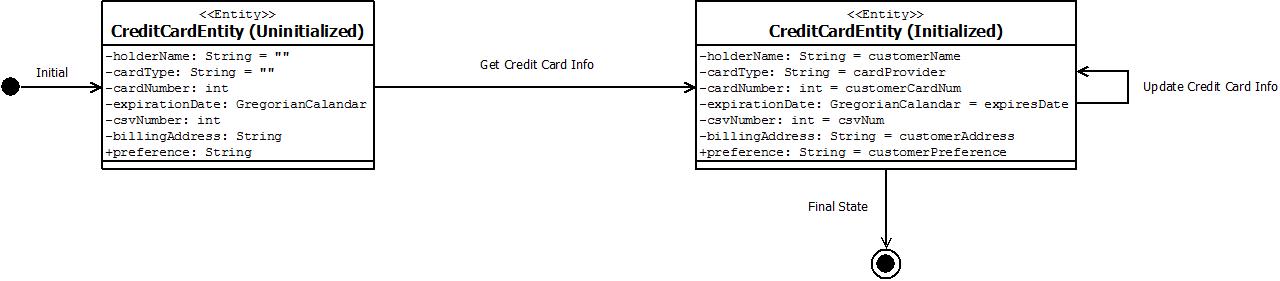 Initial
<<Entity>>
CreditCardEntity (Uninitialized)
-holderName: String = ""
-cardType: String = ""
-cardNumber: int
-expirationDate: GregorianCalandar
-csvNumber: int
-billingAddress: String
+preference: String
Get Credit Card Info
<<Entity>>
CreditCardEntity (Initialized)
-holderName: String = customerName
-cardType: String = cardProvider
-cardNumber: int = customerCardNum
-expirationDate: GregorianCalandar = expiresDate
-csvNumber: int = csvNum
-billingAddress: String = customerAddress
+preference: String = customerPreference
Update Credit Card Info
Final State